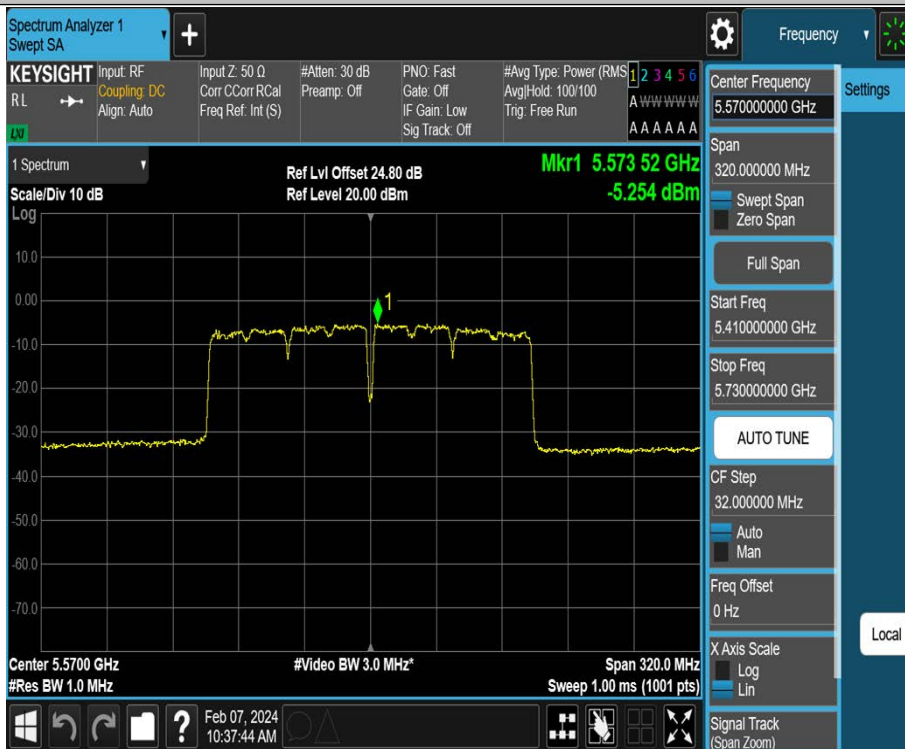 Spectrum Analyzer 1
Swept SA
Frequency
KEYSIGHT
RL
LXI
Input: RF
Coupling: DC
Align: Auto
Input Z: 50 Ω
Corr CCorr RCal
Freq Ref: Int (S)
#Atten: 30 dB
Preamp: Off
PNO: Fast
Gate: Off
IF Gain: Low
Sig Track: Off
#Avg Type: Power (RMS
Avg|Hold: 100/100
Trig: Free Run
1 2 3 4 5 6
A W W W W W
A A A A A A
1 Spectrum
Scale/Div 10 dB
Log
Ref Lvl Offset 24.80 dB
Ref Level 20.00 dBm
Mkr1 5.573 52 GHz
-5.254 dBm
10.0
0.00
-10.0
-20.0
-30.0
-40.0
-50.0
-60.0
-70.0
1
Center 5.5700 GHz
#Res BW 1.0 MHz
#Video BW 3.0 MHz*
Span 320.0 MHz
Sweep 1.00 ms (1001 pts)
?
Feb 07, 2024
10:37:44 AM
Center Frequency
5.570000000 GHz
Settings
Span
320.000000 MHz
Swept Span
Zero Span
Full Span
Start Freq
5.410000000 GHz
Stop Freq
5.730000000 GHz
AUTO TUNE
CF Step
32.000000 MHz
Auto
Man
Freq Offset
0 Hz
Local
X Axis Scale
Log
Lin
Signal Track
(Span Zoom)